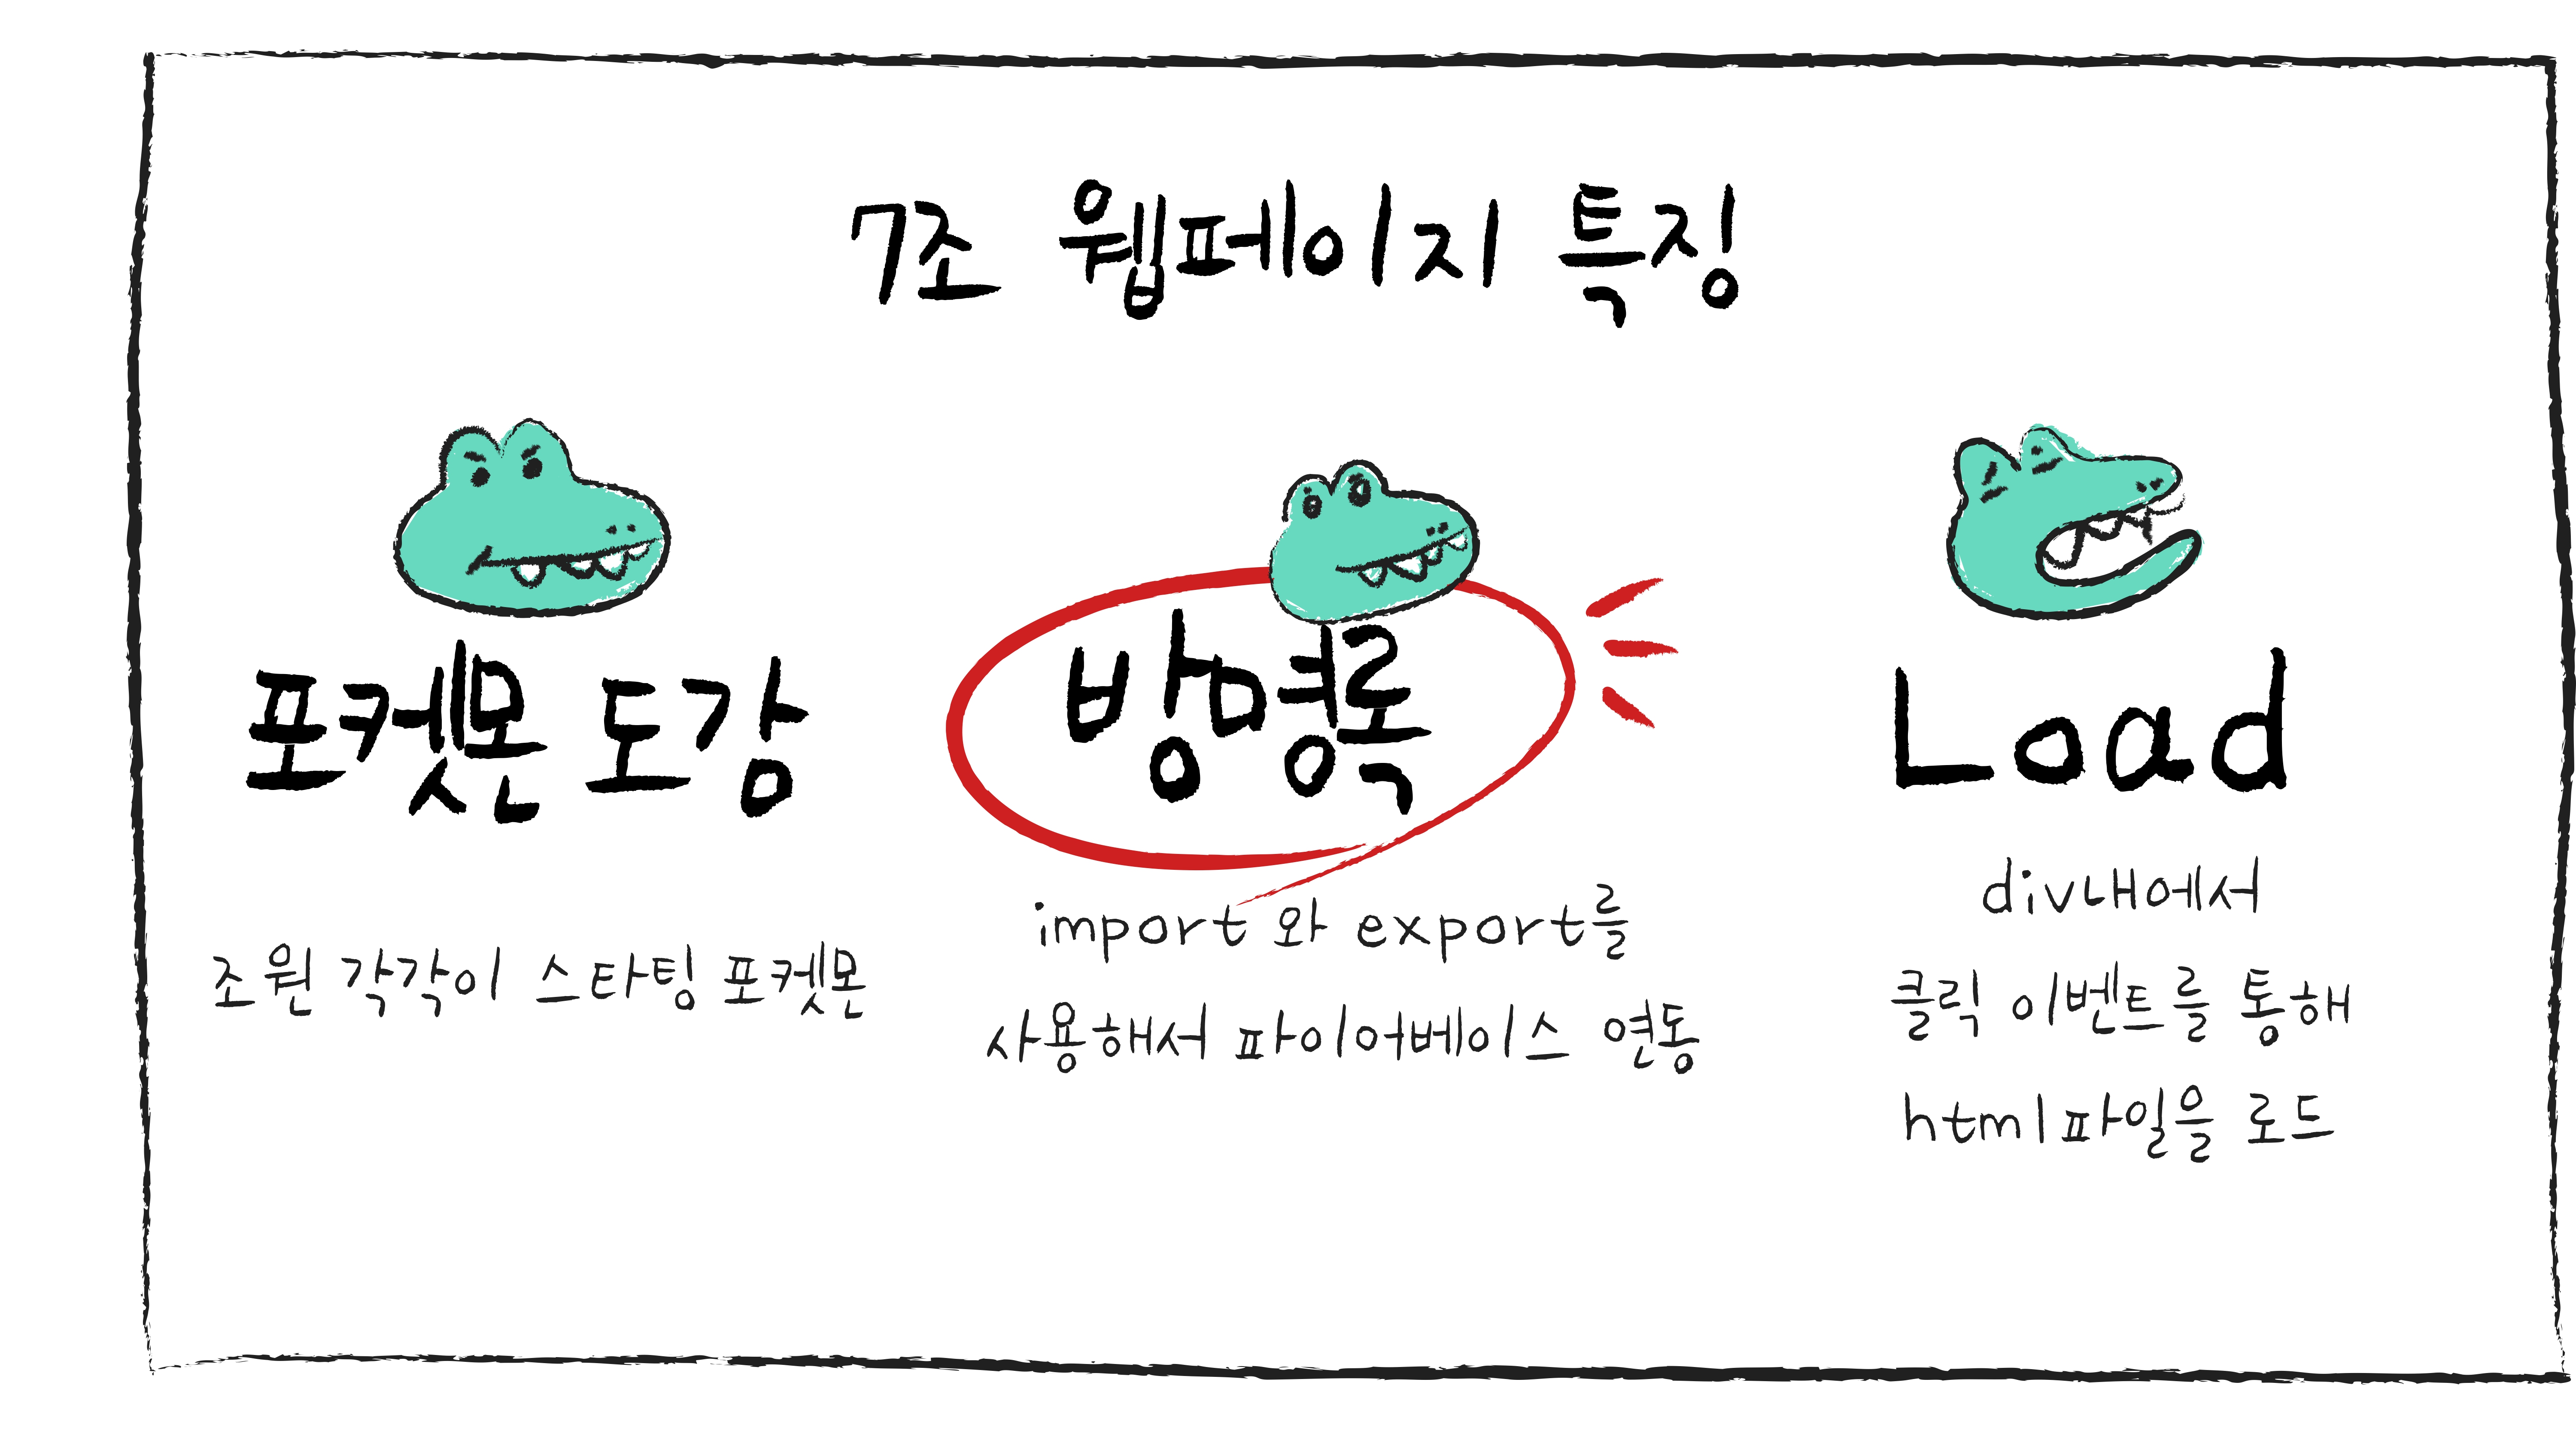 7조 웹페이지 특징
포켓몬 도감
조원 각각이 스타팅 포켓몬
방명록
import 와 export를
사용해서 파이어베이스 연동
Load
div내에서
클릭 이벤트를 통해
html파일을 로드